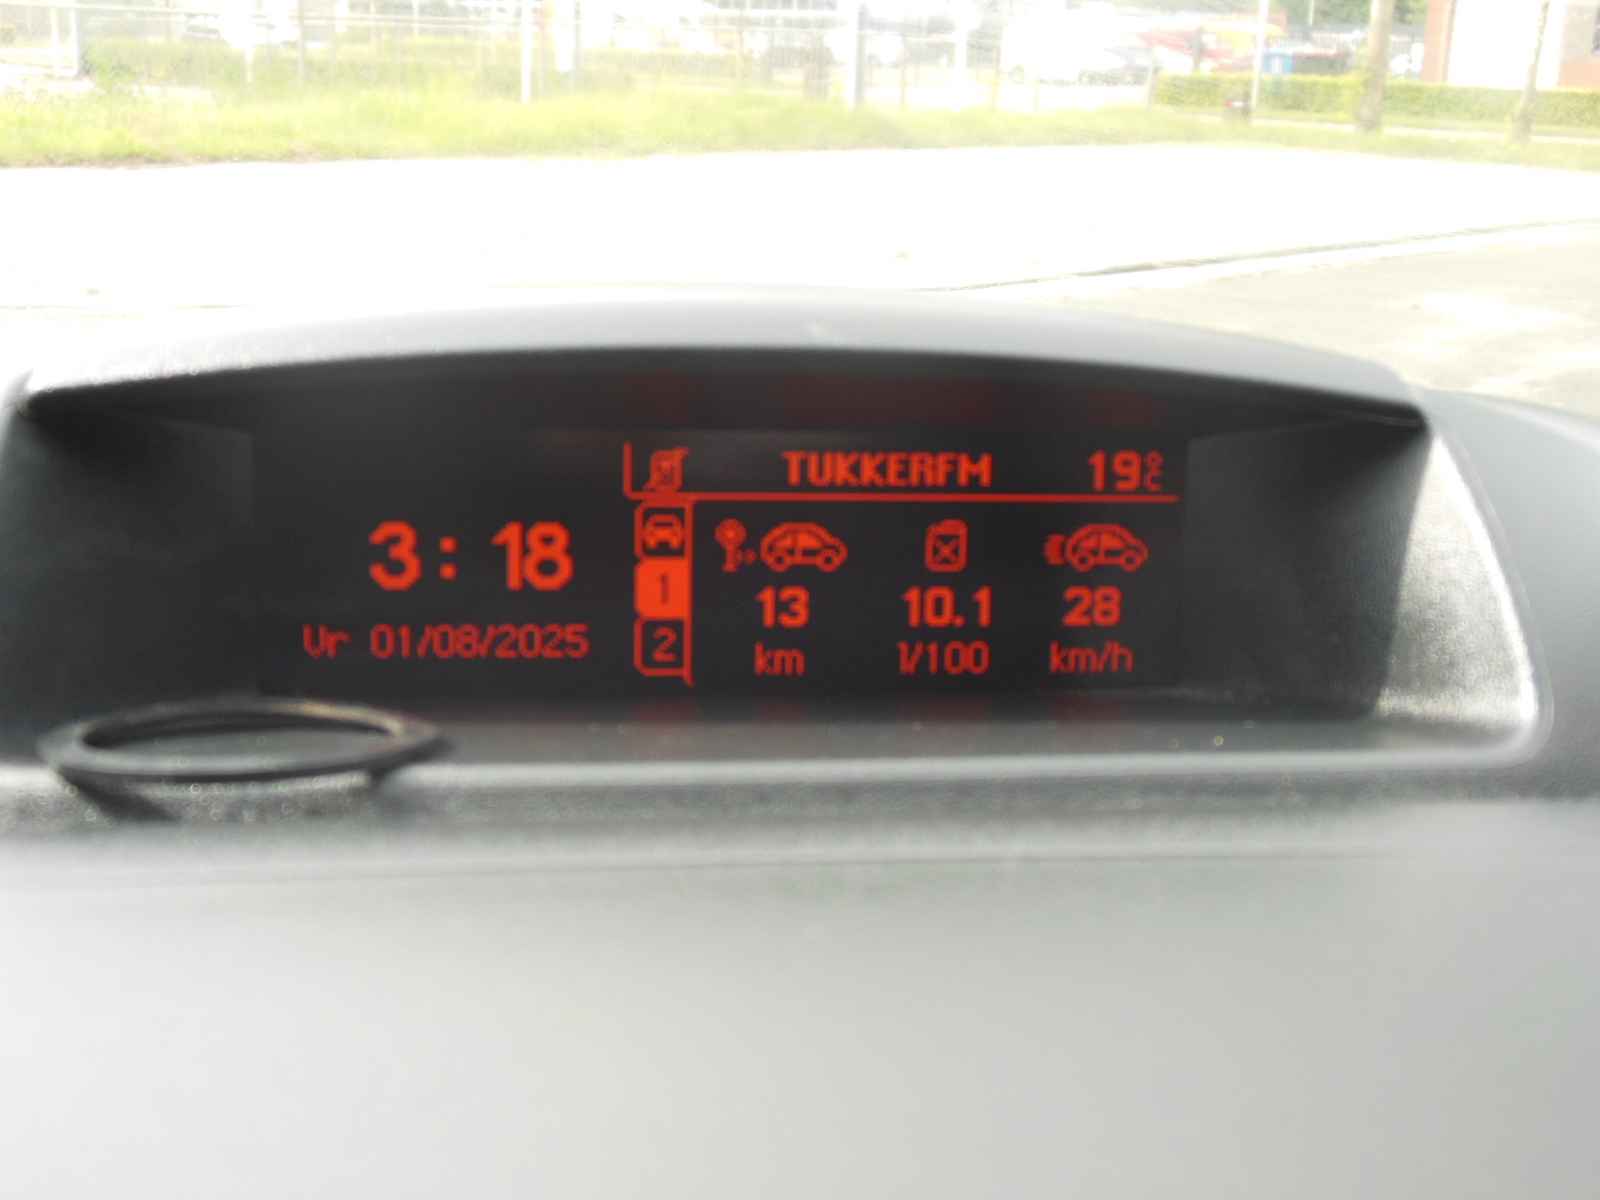 TUKKERFM 19°C
3:18
1
13 10.1 28
Vr 01/08/2025
2
km l/100 km/h